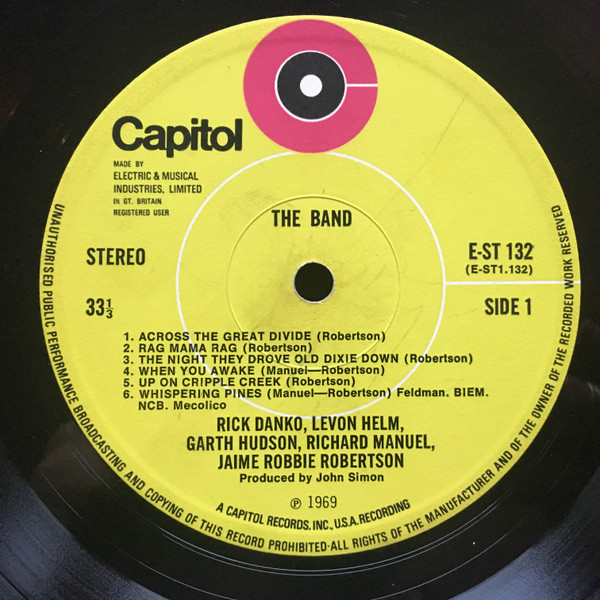 Capitol
MADE BY
ELECTRIC & MUSICAL
INDUSTRIES, LIMITED
IN GT. BRITAIN
REGISTERED USER
THE BAND
STEREO
E-ST 132
(E-ST1.132)
33⅓
SIDE 1
1. ACROSS THE GREAT DIVIDE (Robertson)
2. RAG MAMA RAG (Robertson)
3. THE NIGHT THEY DROVE OLD DIXIE DOWN (Robertson)
4. WHEN YOU AWAKE (Manuel—Robertson)
5. UP ON CRIPPLE CREEK (Robertson)
6. WHISPERING PINES (Manuel—Robertson) Feldman. BIEM.
NCB. Mecolico
RICK DANKO, LEVON HELM,
GARTH HUDSON, RICHARD MANUEL,
JAIME ROBBIE ROBERTSON
Produced by John Simon
℗ 1969
A CAPITOL RECORDS, INC., U.S.A. RECORDING
UNAUTHORISED PUBLIC PERFORMANCE BROADCASTING AND COPYING OF THIS RECORD PROHIBITED·ALL RIGHTS OF THE MANUFACTURER AND OF THE OWNER OF THE RECORDED WORK RESERVED